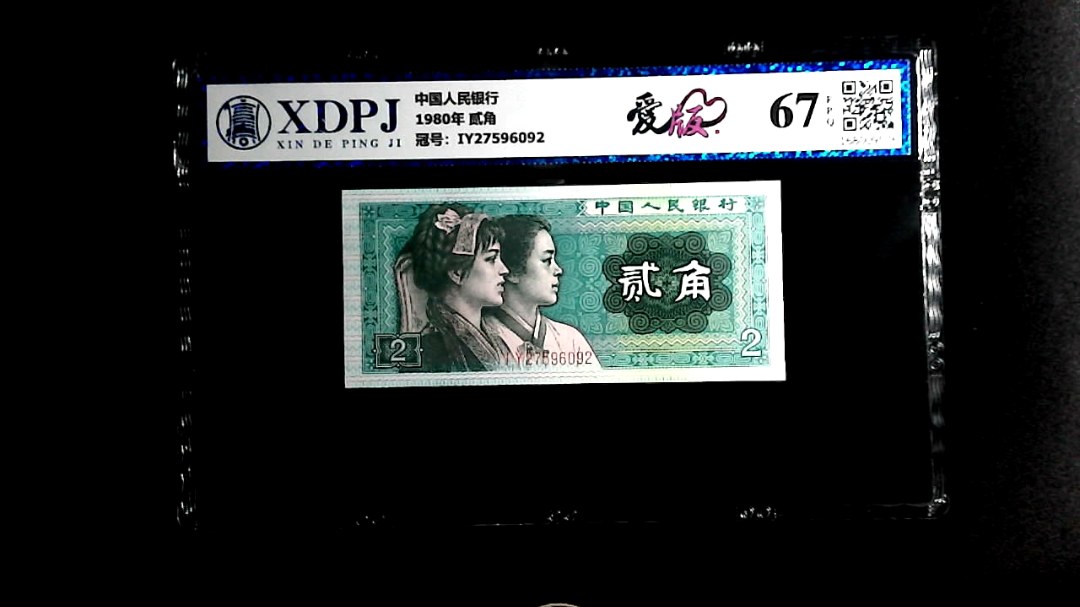 XDPJ
XIN DE PING JI
中国人民银行
1980年 贰角
冠号：IY27596092
爱版
67
EPQ
中国人民银行
贰角
2
IY27596092
2